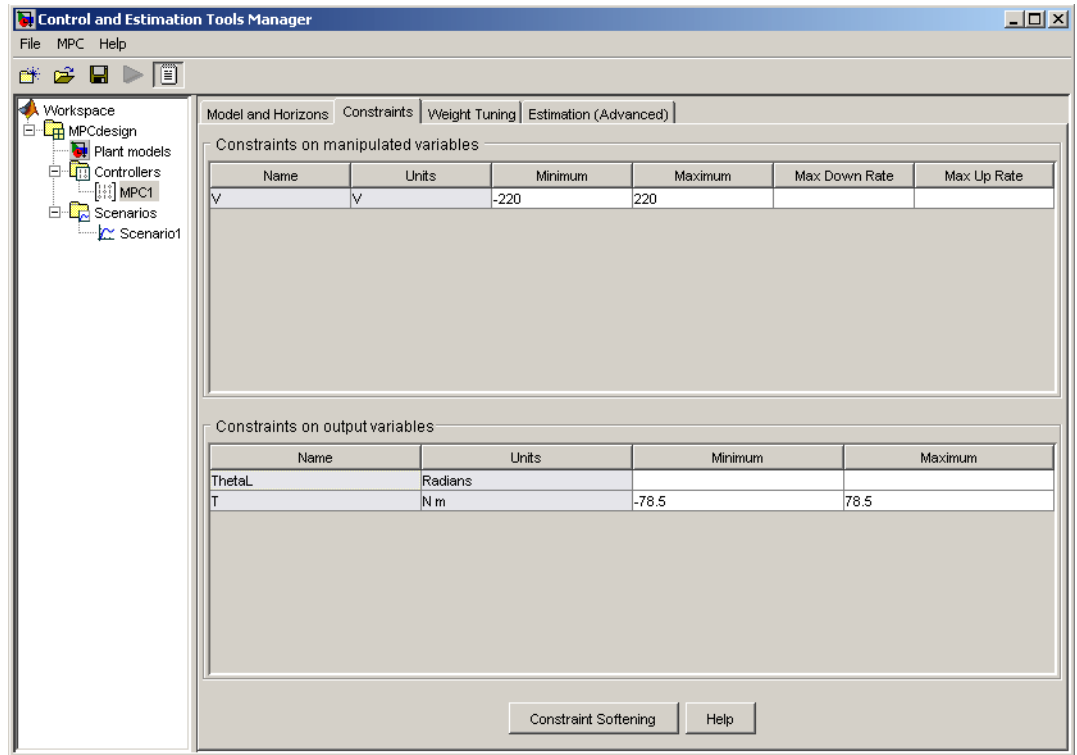 Control and Estimation Tools Manager
File MPC Help
Workspace
MPCdesign
Plant models
Controllers
MPC1
Scenarios
Scenario1
Model and Horizons Constraints Weight Tuning Estimation (Advanced)
Constraints on manipulated variables
Name Units Minimum Maximum Max Down Rate Max Up Rate
V V -220 220
Constraints on output variables
Name Units Minimum Maximum
ThetaL Radians
T N m -78.5 78.5
Constraint Softening Help